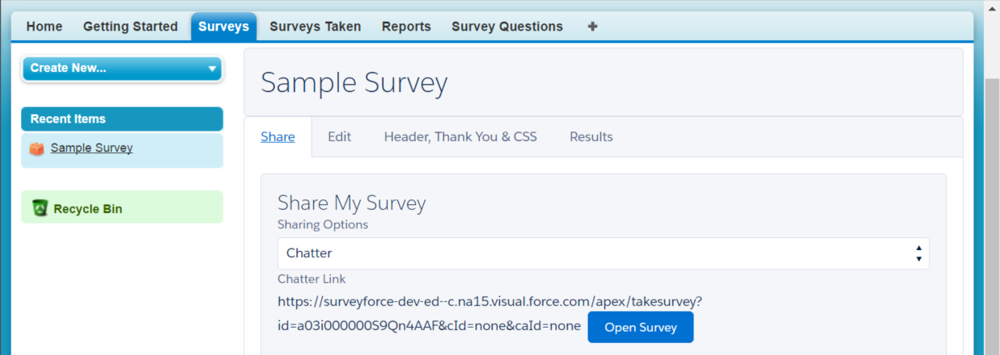 Home Getting Started Surveys Surveys Taken Reports Survey Questions +
Create New...
Recent Items
Sample Survey
Recycle Bin
Sample Survey
Share Edit Header, Thank You & CSS Results
Share My Survey
Sharing Options
Chatter
Chatter Link
https://surveyforce-dev-ed--c.na15.visual.force.com/apex/takesurvey?
id=a03i000000S9Qn4AAF&cId=none&caId=none Open Survey